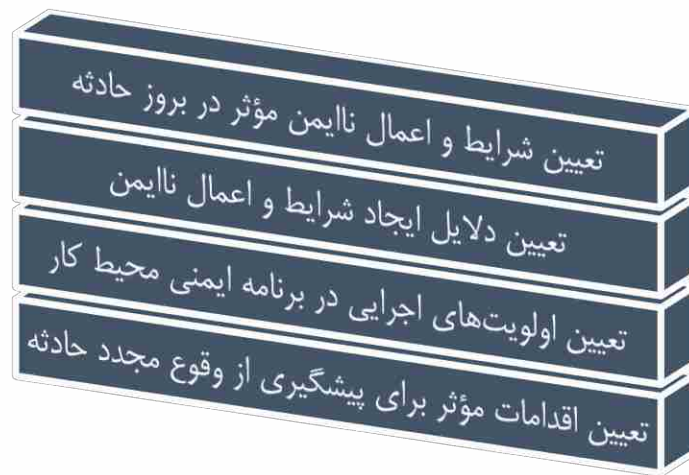 تعیین شرایط و اعمال ناایمن مؤثر در بروز حادثه
تعیین دلایل ایجاد شرایط و اعمال ناایمن
تعیین اولویت‌های اجرایی در برنامه ایمنی محیط کار
تعیین اقدامات مؤثر برای پیشگیری از وقوع مجدد حادثه